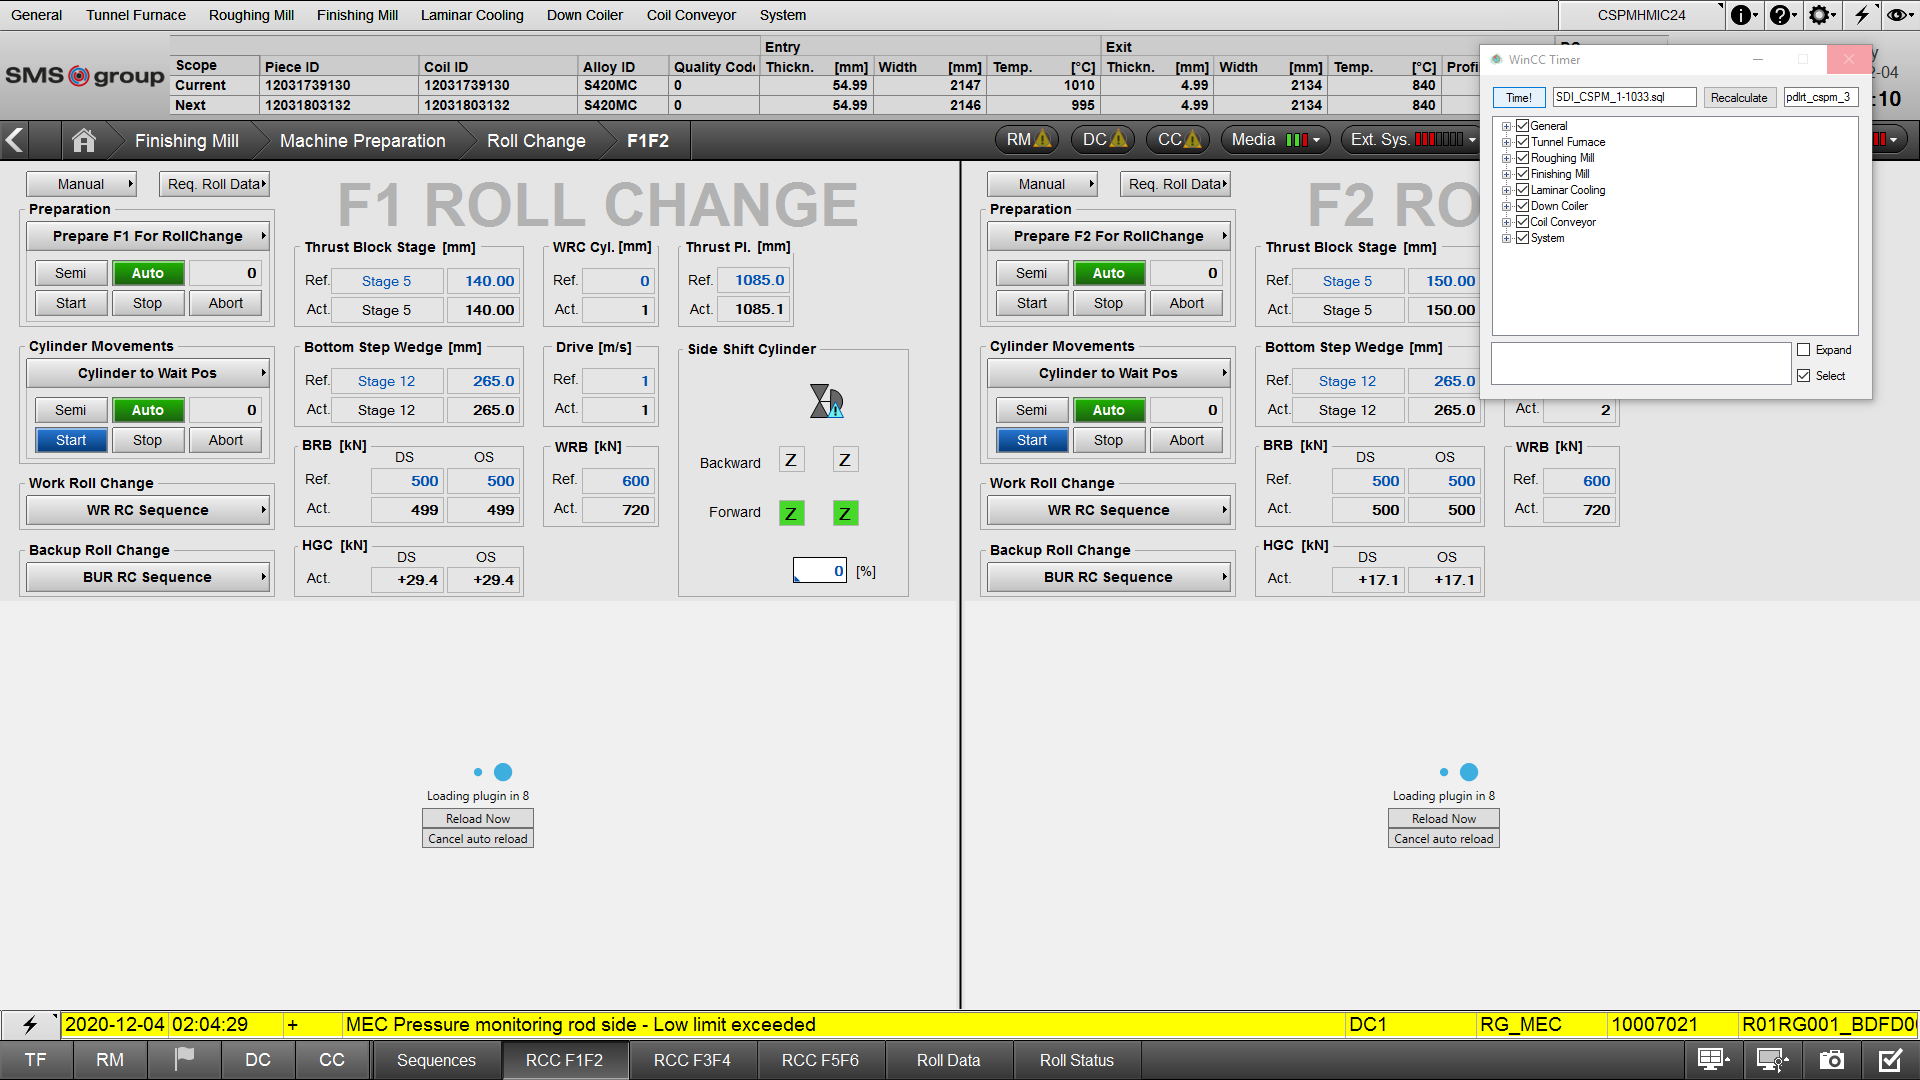 General Tunnel Furnace Roughing Mill Finishing Mill Laminar Cooling Down Coiler Coil Conveyor System CSPMHMIC24
SMS group
Entry Exit
Scope Piece ID Coil ID Alloy ID Quality Code Thickn. [mm] Width [mm] Temp. [°C] Thickn. [mm] Width [mm] Temp. [°C] Profi
Current 12031739130 12031739130 S420MC 0 54.99 2147 1010 4.99 2134 840
Next 12031803132 12031803132 S420MC 0 54.99 2146 995 4.99 2134 840
-04
:10
Finishing Mill Machine Preparation Roll Change F1F2 RM DC CC Media Ext. Sys.
WinCC Timer
Time! SDI_CSPM_1-1033.sql Recalculate pdlrt_cspm_3
General
Tunnel Furnace
Roughing Mill
Finishing Mill
Laminar Cooling
Down Coiler
Coil Conveyor
System
Expand
Select
Manual Req. Roll Data
F1 ROLL CHANGE
Preparation
Prepare F1 For RollChange
Semi Auto 0
Start Stop Abort
Thrust Block Stage [mm]
Ref. Stage 5 140.00
Act. Stage 5 140.00
WRC Cyl. [mm]
Ref. 0
Act. 1
Thrust Pl. [mm]
Ref. 1085.0
Act. 1085.1
Cylinder Movements
Cylinder to Wait Pos
Semi Auto 0
Start Stop Abort
Bottom Step Wedge [mm]
Ref. Stage 12 265.0
Act. Stage 12 265.0
Drive [m/s]
Ref. 1
Act. 1
Side Shift Cylinder
Backward Z Z
Forward Z Z
0 [%]
Work Roll Change
WR RC Sequence
BRB [kN]
DS OS
Ref. 500 500
Act. 499 499
WRB [kN]
Ref. 600
Act. 720
Backup Roll Change
BUR RC Sequence
HGC [kN]
DS OS
Act. +29.4 +29.4
Loading plugin in 8
Reload Now
Cancel auto reload
Manual Req. Roll Data
F2 RO
Preparation
Prepare F2 For RollChange
Semi Auto 0
Start Stop Abort
Thrust Block Stage [mm]
Ref. Stage 5 150.00
Act. Stage 5 150.00
Cylinder Movements
Cylinder to Wait Pos
Semi Auto 0
Start Stop Abort
Bottom Step Wedge [mm]
Ref. Stage 12 265.0
Act. Stage 12 265.0
Act. 2
Work Roll Change
WR RC Sequence
BRB [kN]
DS OS
Ref. 500 500
Act. 500 500
WRB [kN]
Ref. 600
Act. 720
Backup Roll Change
BUR RC Sequence
HGC [kN]
DS OS
Act. +17.1 +17.1
Loading plugin in 8
Reload Now
Cancel auto reload
2020-12-04 02:04:29 + MEC Pressure monitoring rod side - Low limit exceeded DC1 RG_MEC 10007021 R01RG001_BDFD0
TF RM DC CC Sequences RCC F1F2 RCC F3F4 RCC F5F6 Roll Data Roll Status